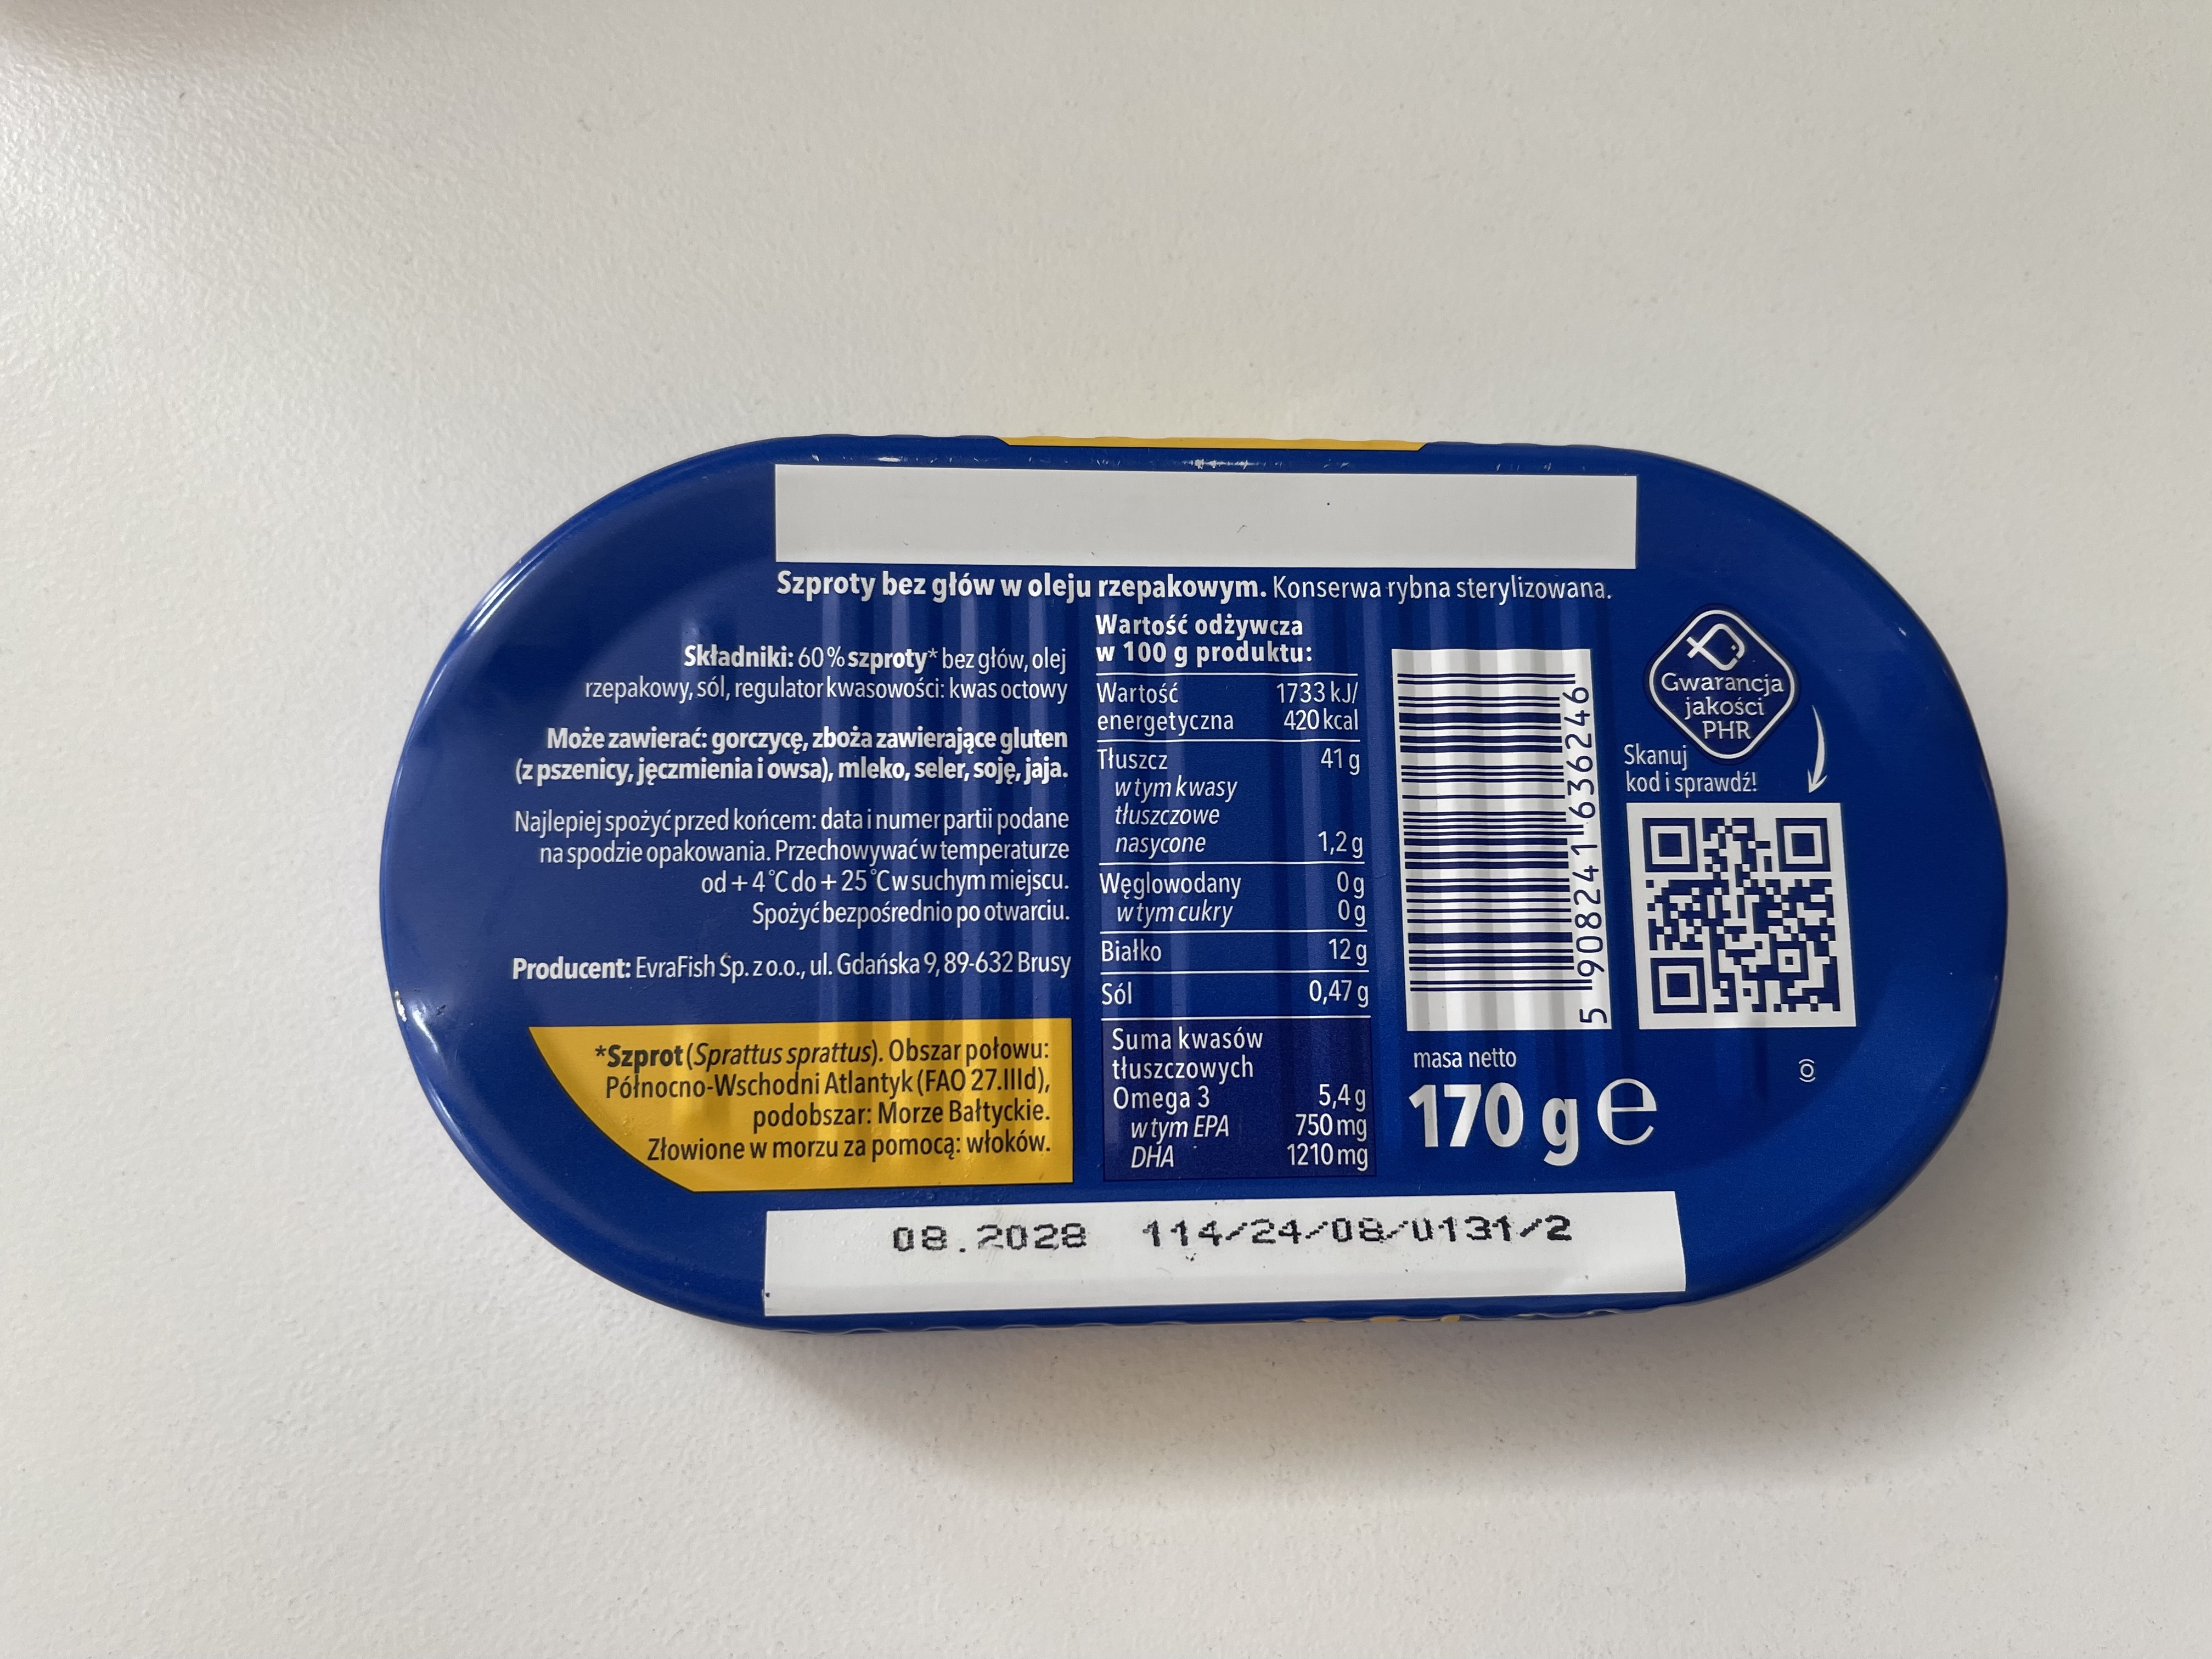 Szproty bez głów w oleju rzepakowym. Konserwa rybna sterylizowana.
Składniki: 60% szproty* bez głów, olej
rzepakowy, sól, regulator kwasowości: kwas octowy
Może zawierać: gorczycę, zboża zawierające gluten
(z pszenicy, jęczmienia i owsa), mleko, seler, soję, jaja.
Najlepiej spożyć przed końcem: data i numer partii podane
na spodzie opakowania. Przechowywać w temperaturze
od + 4°C do + 25°C w suchym miejscu.
Spożyć bezpośrednio po otwarciu.
Producent: EvraFish Sp. z o.o., ul. Gdańska 9, 89-632 Brusy
*Szprot (Sprattus sprattus). Obszar połowu:
Północno-Wschodni Atlantyk (FAO 27.IIId),
podobszar: Morze Bałtyckie.
Złowione w morzu za pomocą: włoków.
Wartość odżywcza
w 100 g produktu:
Wartość 1733 kJ/
energetyczna 420 kcal
Tłuszcz 41 g
w tym kwasy
tłuszczowe
nasycone 1,2 g
Węglowodany 0 g
w tym cukry 0 g
Białko 12 g
Sól 0,47 g
Suma kwasów
tłuszczowych
Omega 3 5,4 g
w tym EPA 750 mg
DHA 1210 mg
5 908241 636246
masa netto
170 g e
Gwarancja
jakości
PHR
Skanuj
kod i sprawdź!
08.2028 114/24/08/0131/2